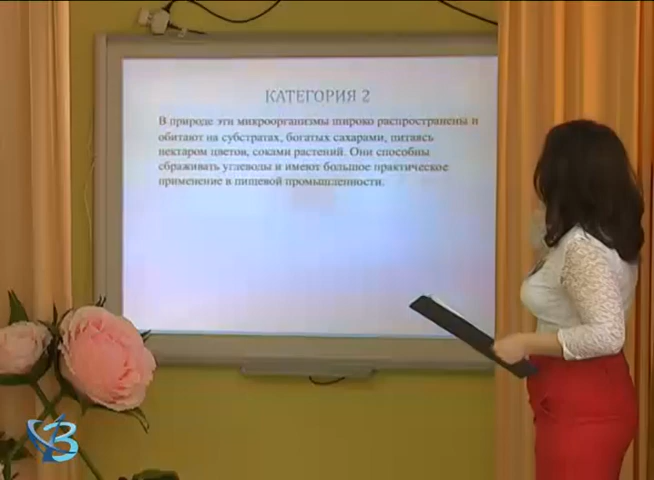 КАТЕГОРИЯ 2
В природе эти микроорганизмы широко распространены и
обитают на субстратах, богатых сахарами, питаясь
нектаром цветов, соками растений. Они способны
сбраживать углеводы и имеют большое практическое
применение в пищевой промышленности.